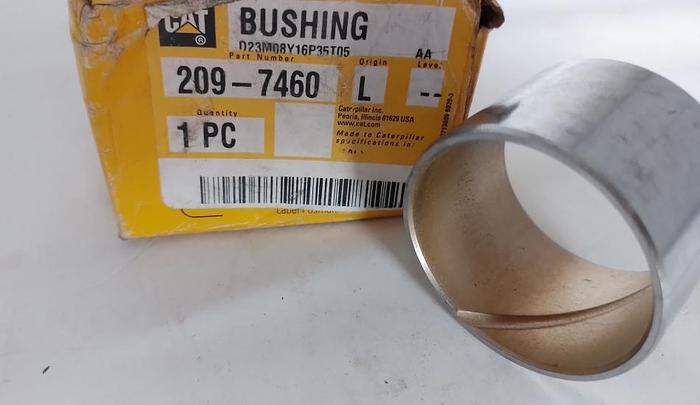 CAT
®
BUSHING
D23M08Y16P35T05
AA
Part Number
Origin
Level
209-7460
L
--
Quantity
1 PC
Caterpillar Inc.
Peoria, Illinois 61629 USA
www.cat.com
Made to Caterpillar
specifications in: